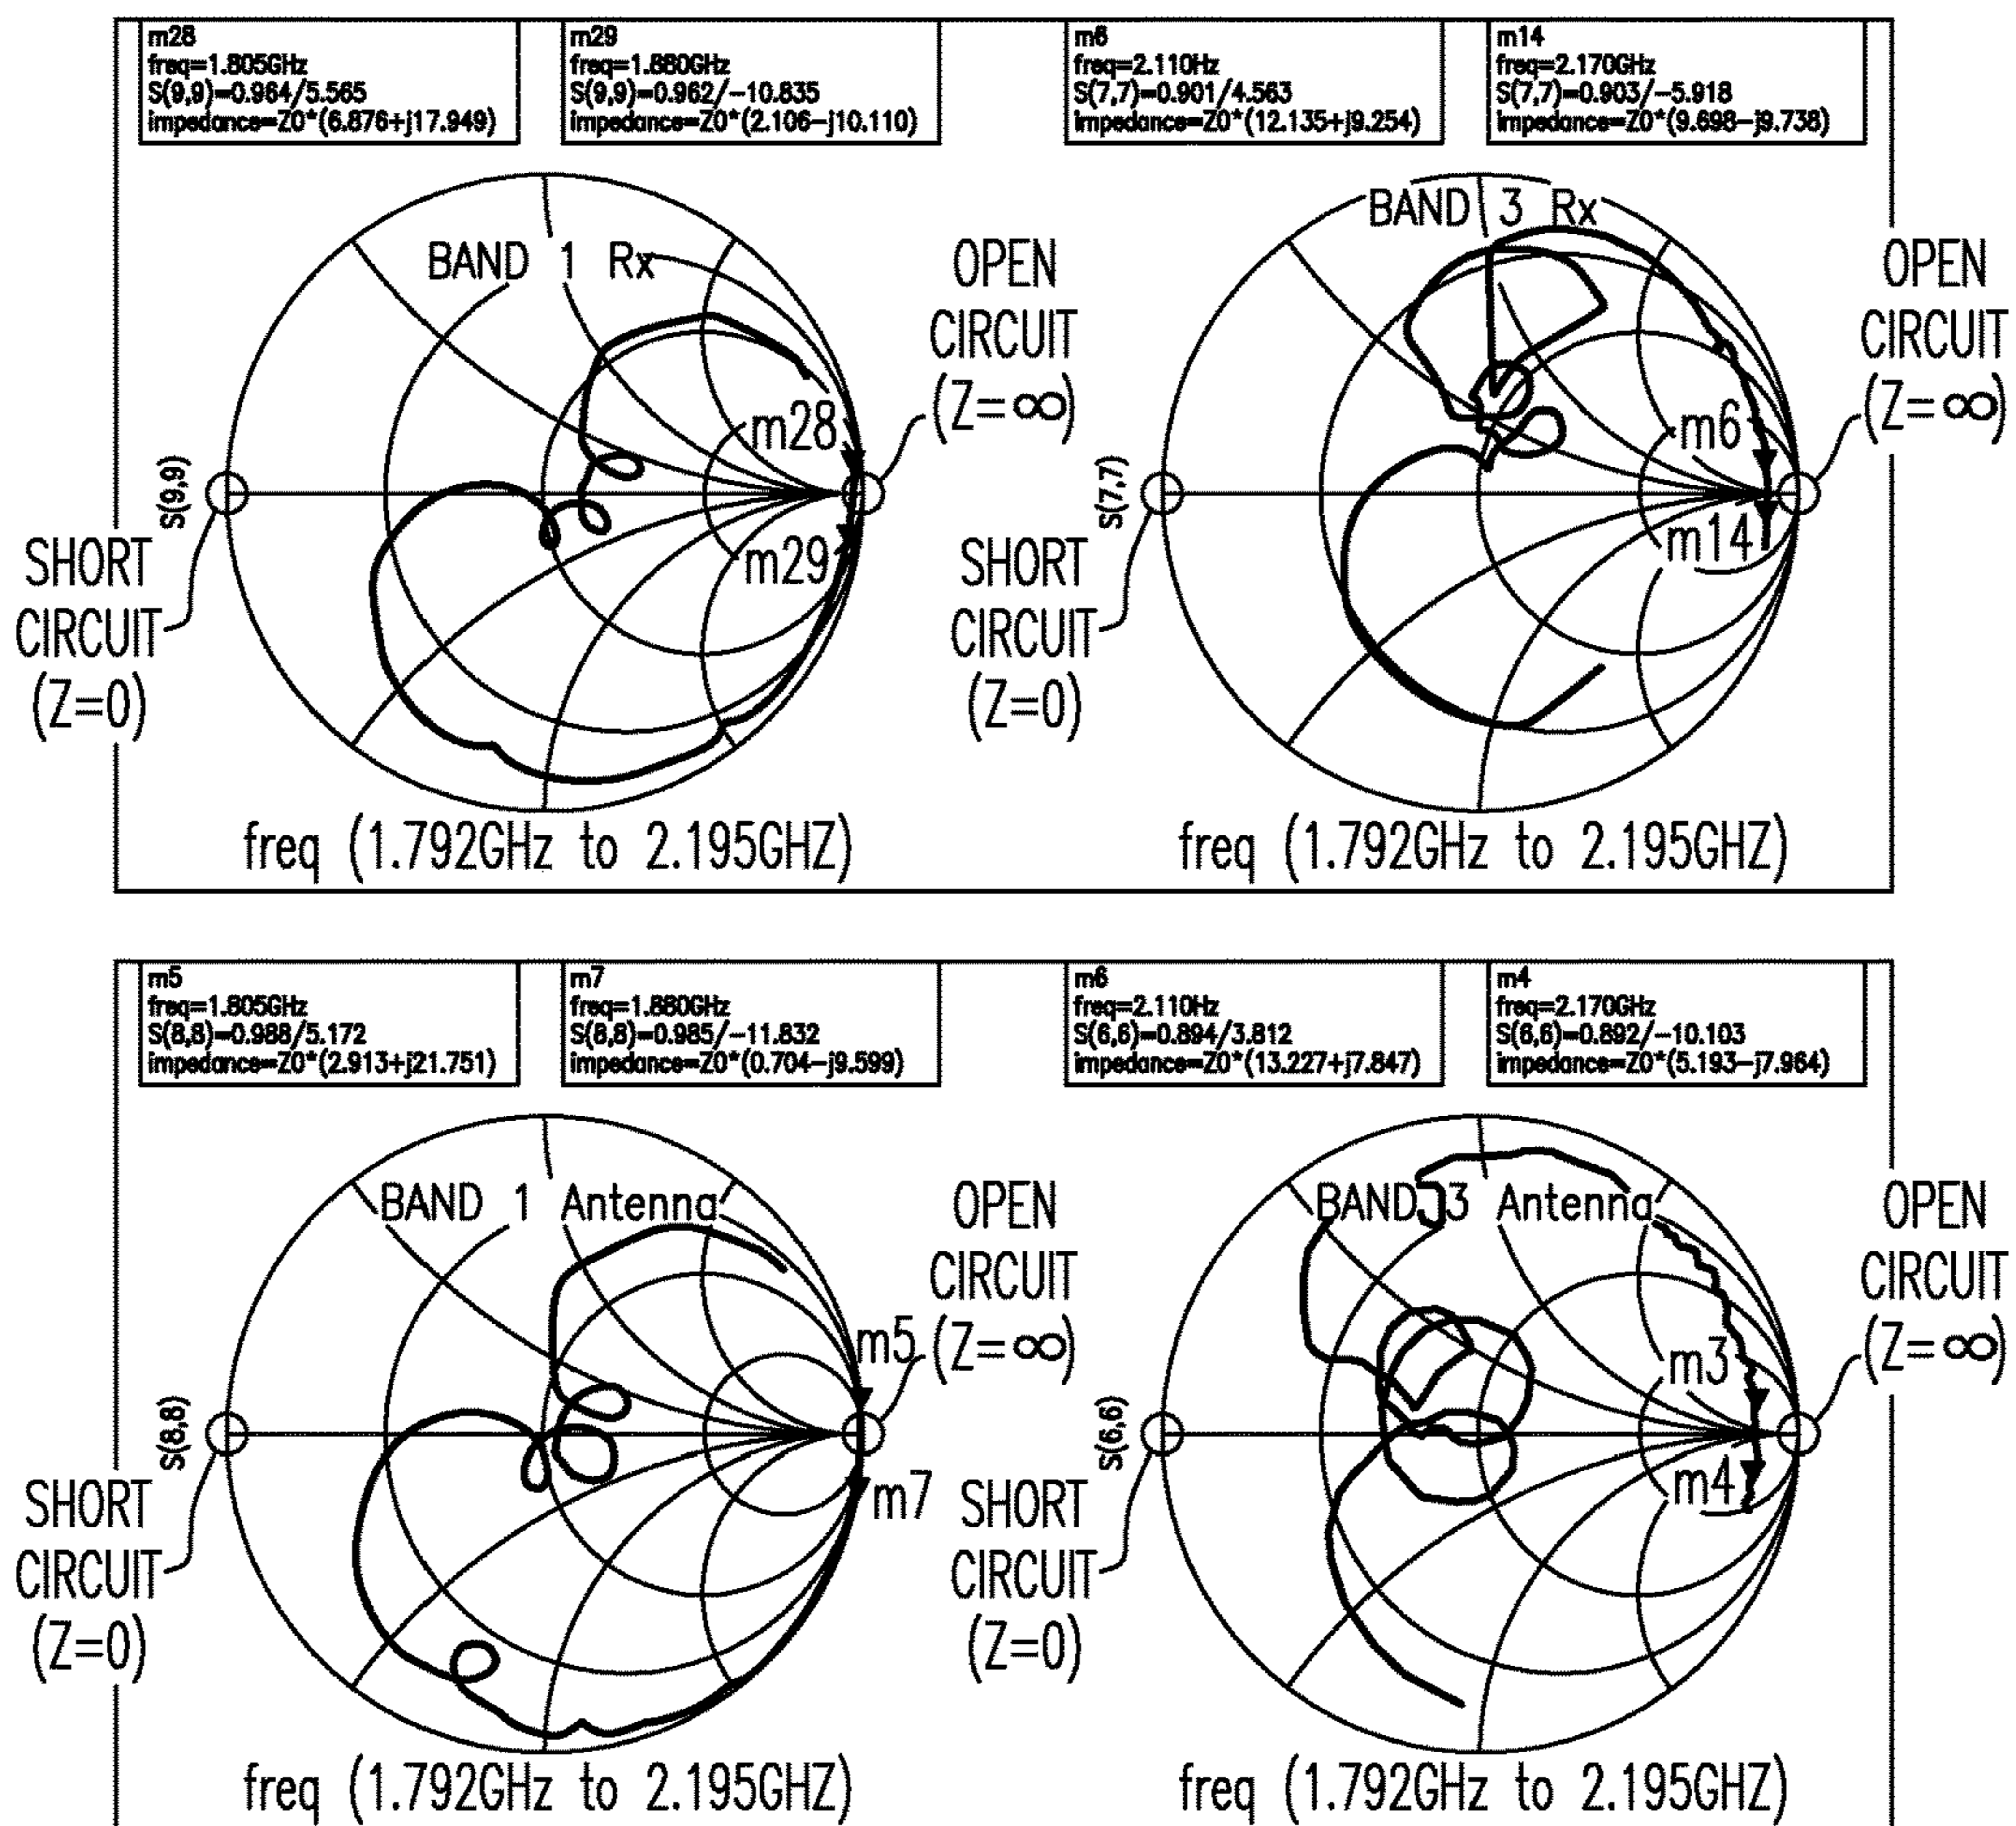 m28
freq=1.805GHz
S(9,9)=0.964/5.565
impedance=Z0*(6.876+j17.949)
m29
freq=1.880GHz
S(9,9)=0.962/-10.835
impedance=Z0*(2.106-j10.110)
m6
freq=2.110Hz
S(7,7)=0.901/4.563
impedance=Z0*(12.135+j9.254)
m14
freq=2.170GHz
S(7,7)=0.903/-5.918
impedance=Z0*(9.698-j9.738)
BAND 1 Rx
m28
m29
S(9,9)
SHORT
CIRCUIT
(Z=0)
OPEN
CIRCUIT
(Z=∞)
freq (1.792GHz to 2.195GHZ)
BAND 3 Rx
m6
m14
S(7,7)
SHORT
CIRCUIT
(Z=0)
OPEN
CIRCUIT
(Z=∞)
freq (1.792GHz to 2.195GHZ)
m5
freq=1.805GHz
S(8,8)=0.988/5.172
impedance=Z0*(2.913+j21.751)
m7
freq=1.880GHz
S(8,8)=0.985/-11.832
impedance=Z0*(0.704-j9.599)
m6
freq=2.110Hz
S(6,6)=0.894/3.812
impedance=Z0*(13.227+j7.847)
m4
freq=2.170GHz
S(6,6)=0.892/-10.103
impedance=Z0*(5.193-j7.964)
BAND 1 Antenna
m5
m7
S(8,8)
SHORT
CIRCUIT
(Z=0)
OPEN
CIRCUIT
(Z=∞)
freq (1.792GHz to 2.195GHZ)
BAND 3 Antenna
m3
m4
S(6,6)
SHORT
CIRCUIT
(Z=0)
OPEN
CIRCUIT
(Z=∞)
freq (1.792GHz to 2.195GHZ)